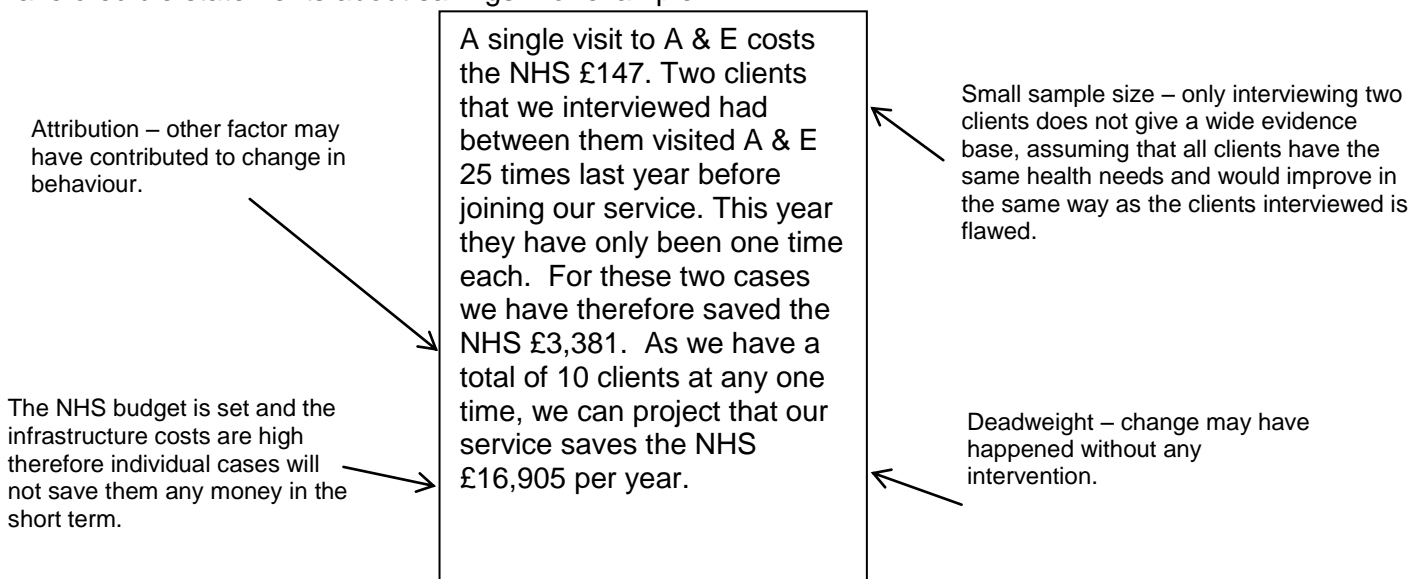 A single visit to A & E costs
the NHS £147. Two clients
that we interviewed had
between them visited A & E
25 times last year before
joining our service. This year
they have only been one time
each.  For these two cases
we have therefore saved the
NHS £3,381.  As we have a
total of 10 clients at any one
time, we can project that our
service saves the NHS
£16,905 per year.
Attribution – other factor may
have contributed to change in
behaviour.
The NHS budget is set and the
infrastructure costs are high
therefore individual cases will
not save them any money in the
short term.
Small sample size – only interviewing two
clients does not give a wide evidence
base, assuming that all clients have the
same health needs and would improve in
the same way as the clients interviewed is
flawed.
Deadweight – change may have
happened without any
intervention.